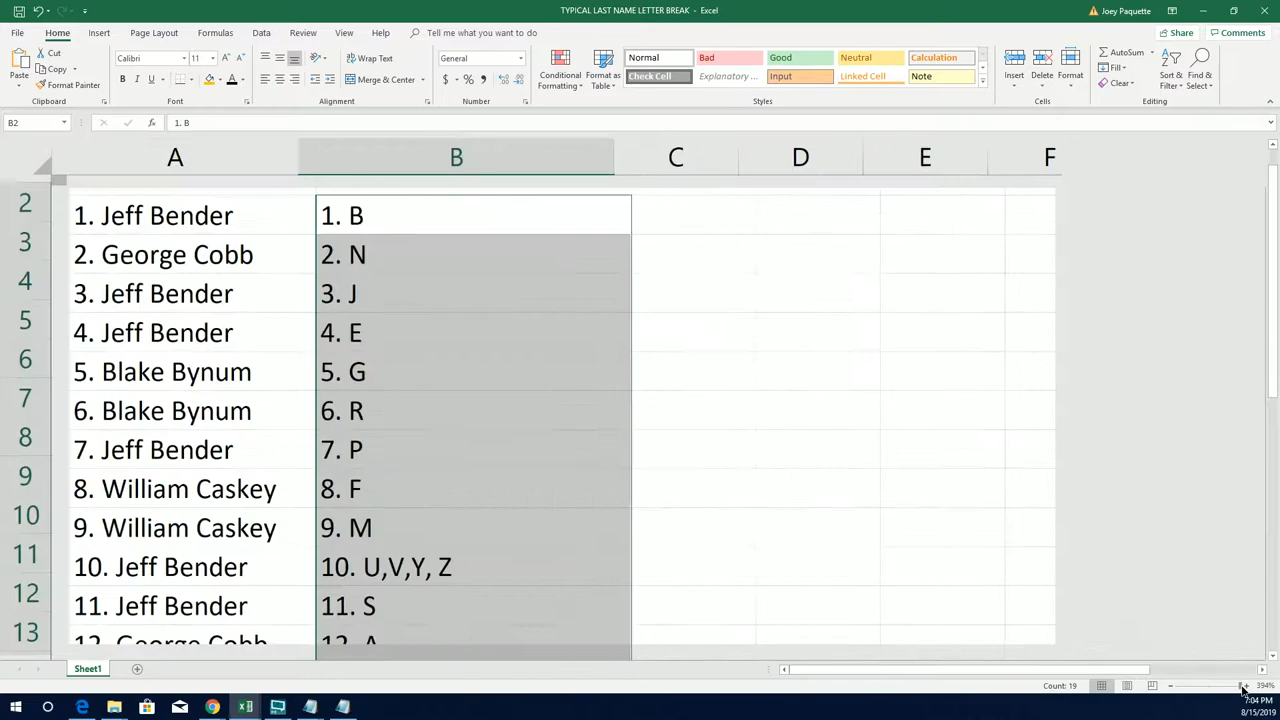 TYPICAL LAST NAME LETTER BREAK - Excel
Joey Paquette
File Home Insert Page Layout Formulas Data Review View Help Tell me what you want to do
Share Comments
Paste
Cut
Copy
Format Painter
Clipboard
Calibri 11
B I U
Font
Wrap Text
Merge & Center
Alignment
General
$ % ,
Number
Conditional Formatting
Format as Table
Normal Bad Good Neutral Calculation
Check Cell Explanatory ... Input Linked Cell Note
Styles
Insert Delete Format
Cells
AutoSum
Fill
Clear
Sort & Filter
Find & Select
Editing
B2
1. B
A B C D E F
2 1. Jeff Bender 1. B
3 2. George Cobb 2. N
4 3. Jeff Bender 3. J
5 4. Jeff Bender 4. E
6 5. Blake Bynum 5. G
7 6. Blake Bynum 6. R
8 7. Jeff Bender 7. P
9 8. William Caskey 8. F
10 9. William Caskey 9. M
11 10. Jeff Bender 10. U,V,Y, Z
12 11. Jeff Bender 11. S
13 12. George Cobb 12. A
Sheet1
Count: 19
394%
7:04 PM
8/15/2019